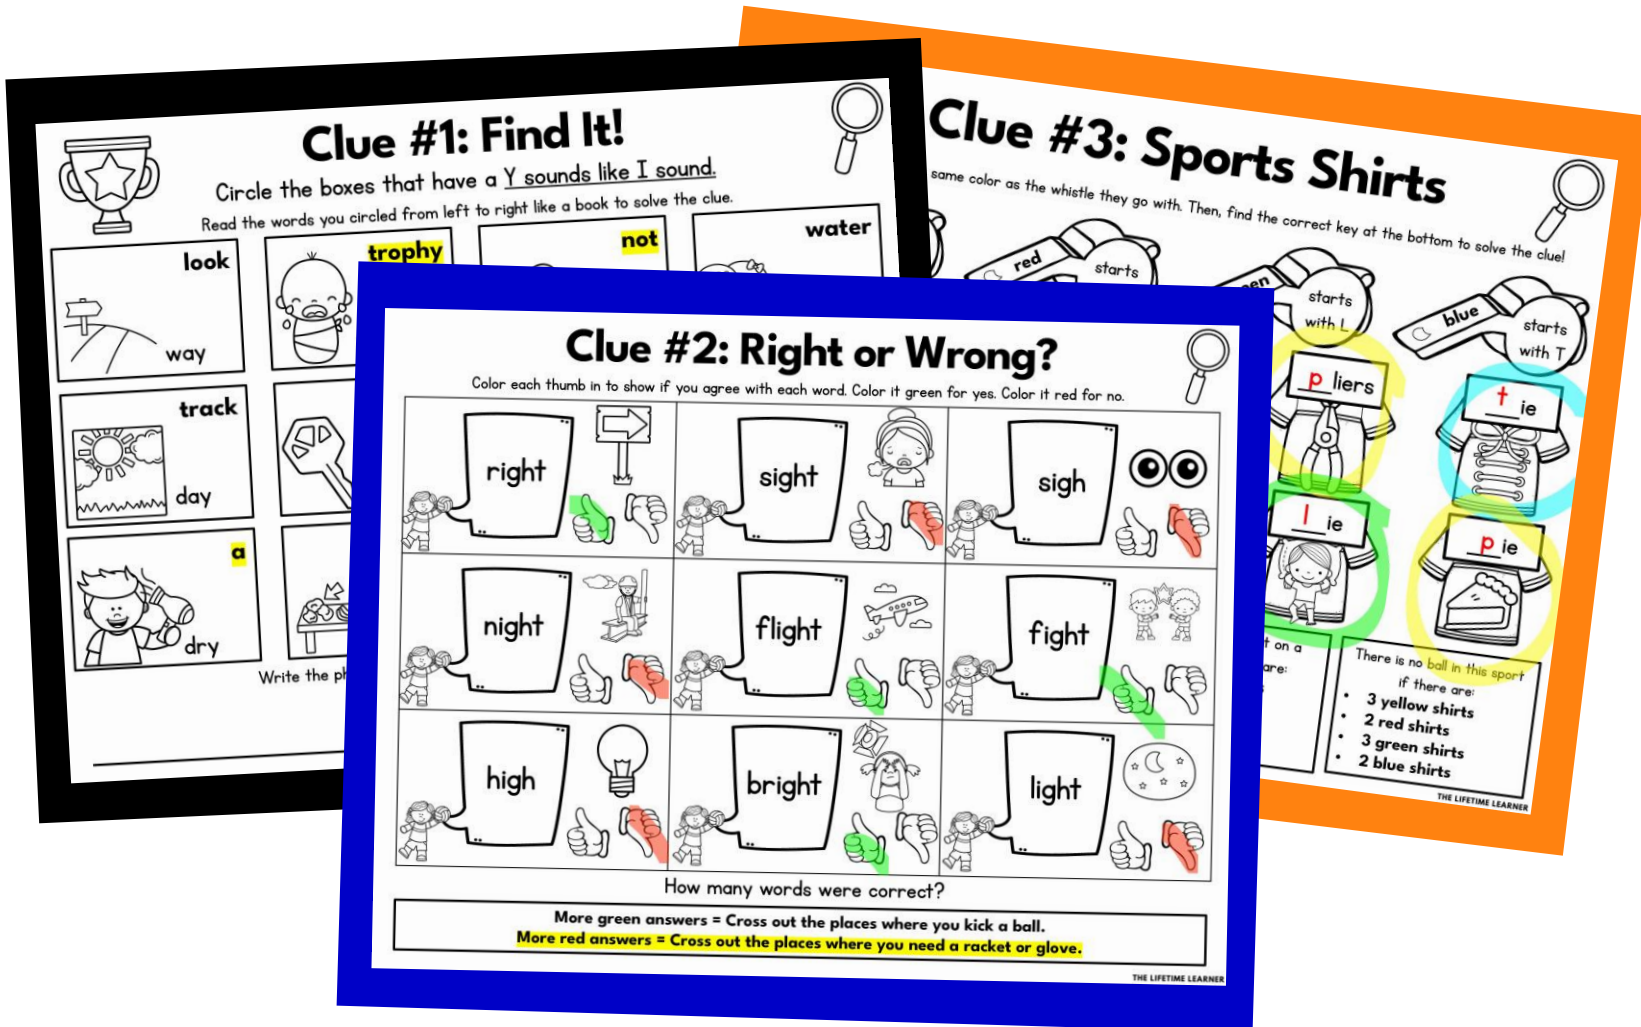 Clue #1: Find It!
Circle the boxes that have a Y sounds like I sound.
Read the words you circled from left to right like a book to solve the clue.
look
way
trophy
not
water
track
day
a
dry
Write the
Clue #2: Right or Wrong?
Color each thumb in to show if you agree with each word. Color it green for yes. Color it red for no.
right
sight
sigh
night
flight
fight
high
bright
light
How many words were correct?
More green answers = Cross out the places where you kick a ball.
More red answers = Cross out the places where you need a racket or glove.
THE LIFETIME LEARNER
Clue #3: Sports Shirts
same color as the whistle they go with. Then, find the correct key at the bottom to solve the clue!
red
starts
starts
with L
blue
starts
with T
p liers
t ie
l ie
p ie
on a
are:
There is no ball in this sport
if there are:
• 3 yellow shirts
• 2 red shirts
• 3 green shirts
• 2 blue shirts
THE LIFETIME LEARNER